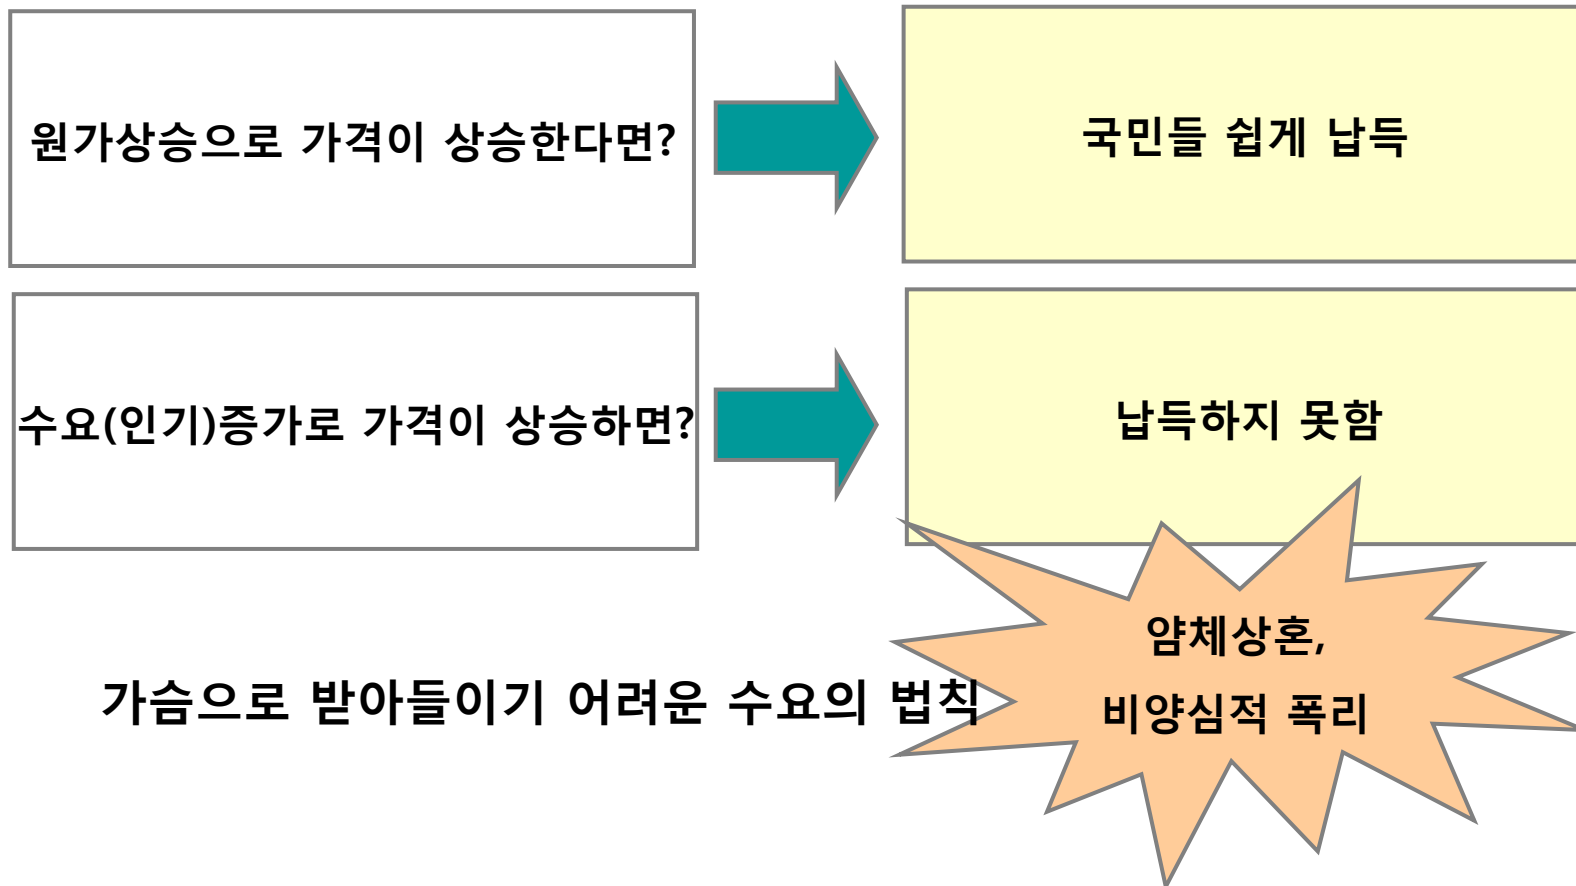 원가상승으로 가격이 상승한다면?
국민들 쉽게 납득
수요(인기)증가로 가격이 상승하면?
납득하지 못함
얌체상혼,
비양심적 폭리
가슴으로 받아들이기 어려운 수요의 법칙